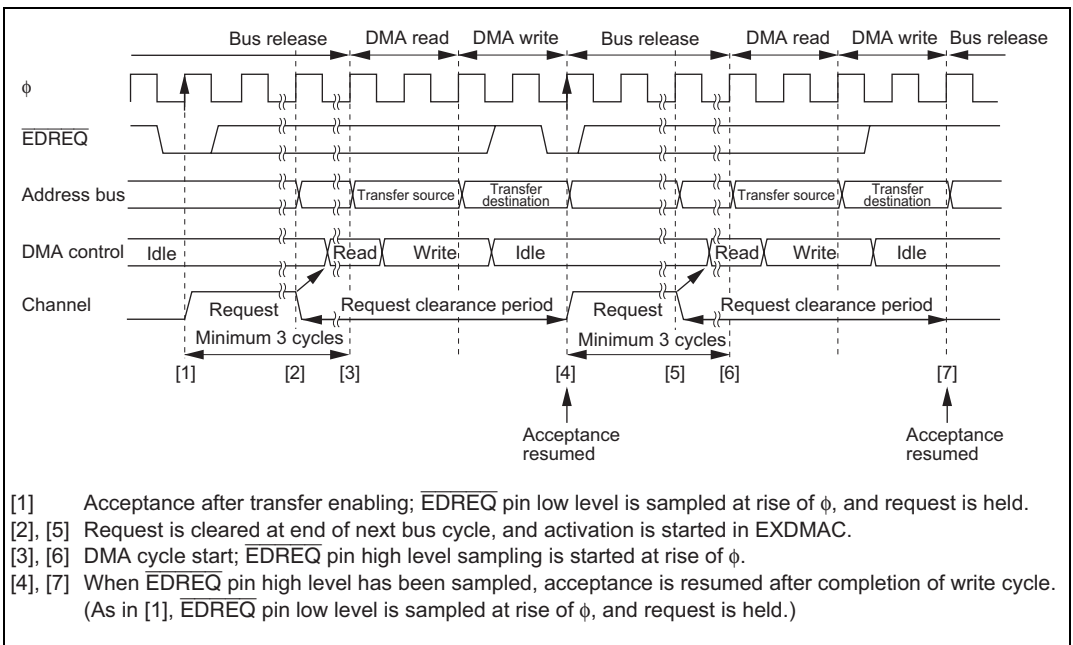 Bus release DMA read DMA write Bus release DMA read DMA write Bus release
ϕ
EDREQ
Address bus Transfer source Transfer destination Transfer source Transfer destination
DMA control Idle Read Write Idle Read Write Idle
Channel Request Request clearance period Request Request clearance period
Minimum 3 cycles Minimum 3 cycles
[1] [2] [3] [4] [5] [6] [7]
Acceptance resumed Acceptance resumed
[1] Acceptance after transfer enabling; EDREQ pin low level is sampled at rise of ϕ, and request is held.
[2], [5] Request is cleared at end of next bus cycle, and activation is started in EXDMAC.
[3], [6] DMA cycle start; EDREQ pin high level sampling is started at rise of ϕ.
[4], [7] When EDREQ pin high level has been sampled, acceptance is resumed after completion of write cycle.
(As in [1], EDREQ pin low level is sampled at rise of ϕ, and request is held.)